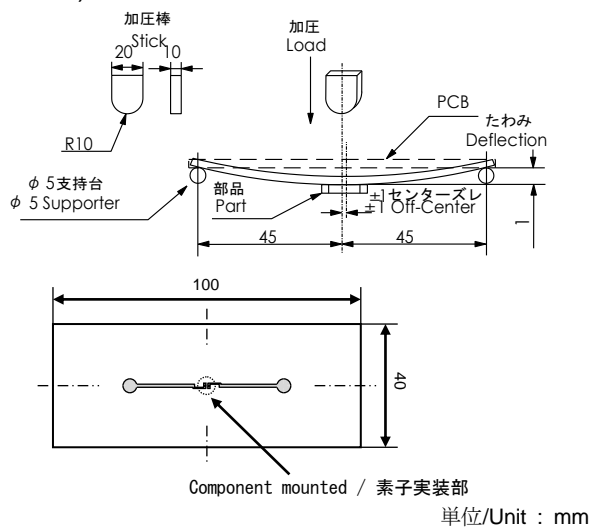 加圧棒
Stick
20
10
R10
加圧
Load
PCB
たわみ
Deflection
φ 5支持台
φ 5 Supporter
部品
Part
±1センターズレ
±1 Off-Center
45
45
1
100
40
Component mounted / 素子実装部
単位/Unit : mm